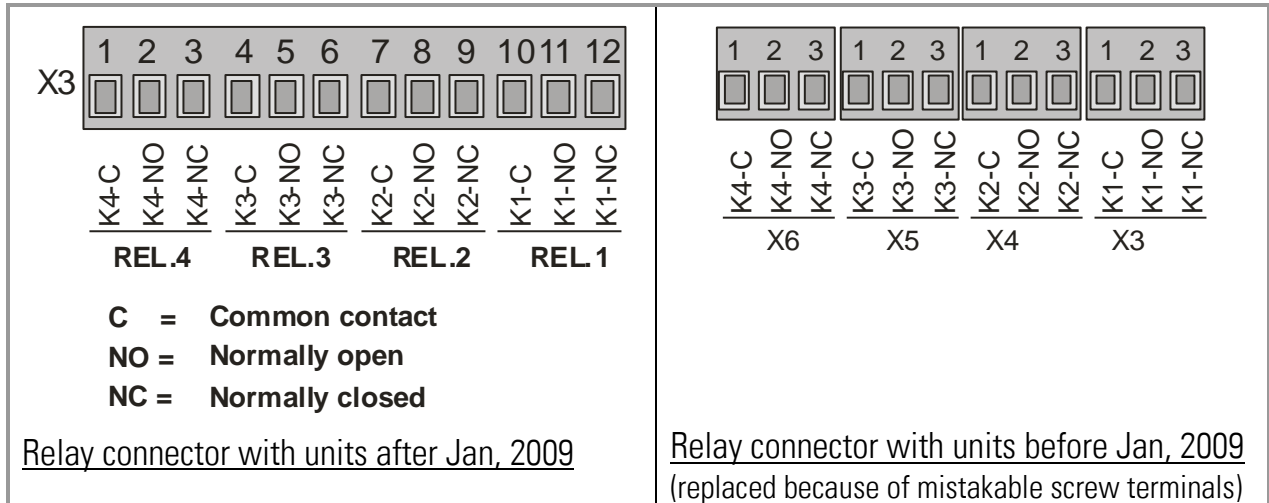 1 2 3 4 5 6 7 8 9 10 11 12
X3
K4-C K4-NO K4-NC K3-C K3-NO K3-NC K2-C K2-NO K2-NC K1-C K1-NO K1-NC
REL.4 REL.3 REL.2 REL.1
C = Common contact
NO = Normally open
NC = Normally closed
Relay connector with units after Jan, 2009
1 2 3 1 2 3 1 2 3 1 2 3
K4-C K4-NO K4-NC K3-C K3-NO K3-NC K2-C K2-NO K2-NC K1-C K1-NO K1-NC
X6 X5 X4 X3
Relay connector with units before Jan, 2009
(replaced because of mistakable screw terminals)